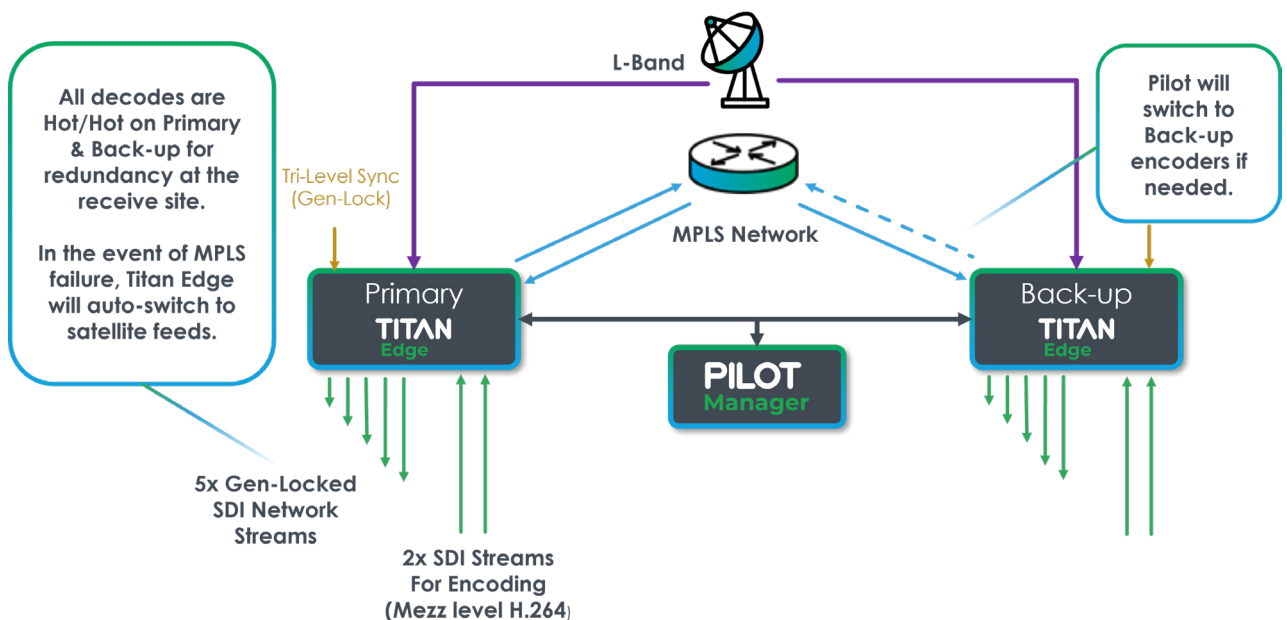 L-Band
All decodes are
Hot/Hot on Primary
& Back-up for
redundancy at the
receive site.
In the event of MPLS
failure, Titan Edge
will auto-switch to
satellite feeds.
Pilot will
switch to
Back-up
encoders if
needed.
Tri-Level Sync
(Gen-Lock)
MPLS Network
Primary
TITAN
Edge
Back-up
TITAN
Edge
PILOT
Manager
5x Gen-Locked
SDI Network
Streams
2x SDI Streams
For Encoding
(Mezz level H.264)